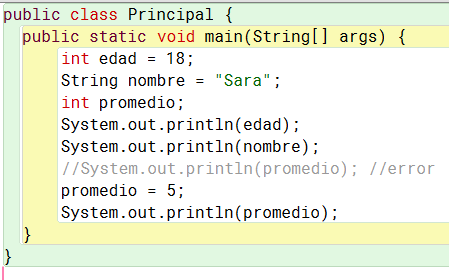 public class Principal {
public static void main(String[] args) {
int edad = 18;
String nombre = "Sara";
int promedio;
System.out.println(edad);
System.out.println(nombre);
//System.out.println(promedio); //error
promedio = 5;
System.out.println(promedio);
}
}